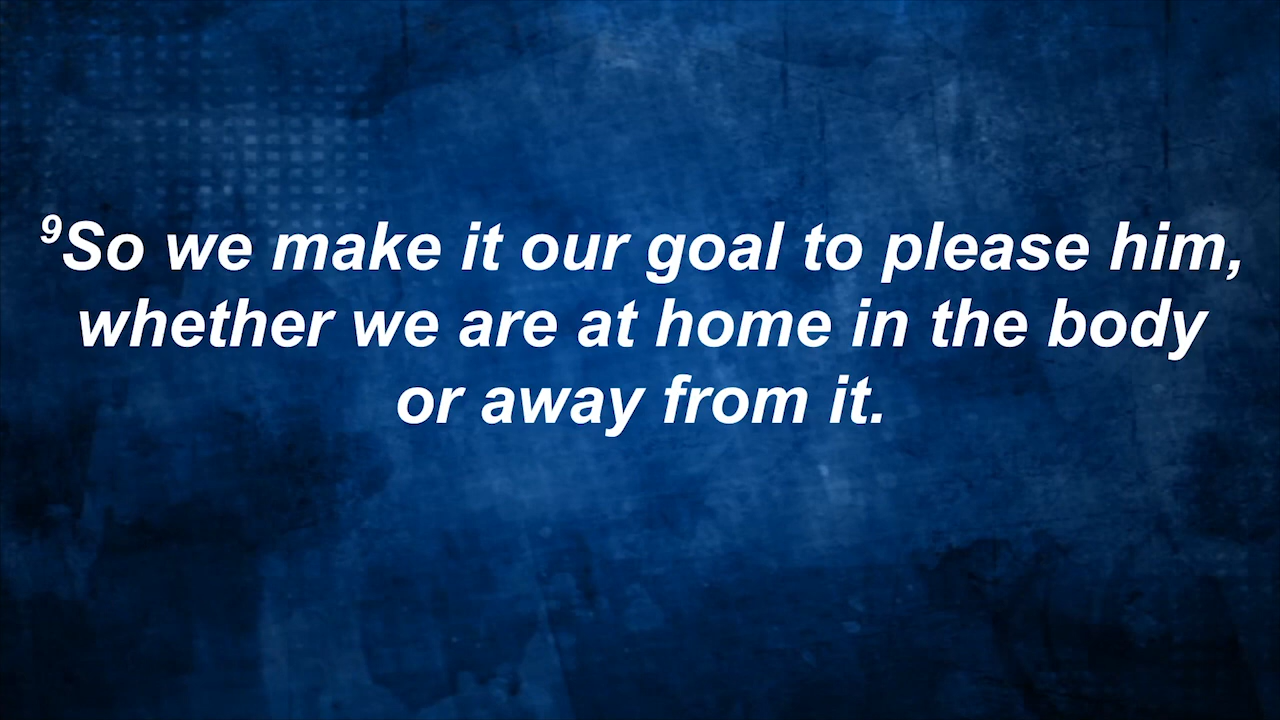 ⁹So we make it our goal to please him,
whether we are at home in the body
or away from it.